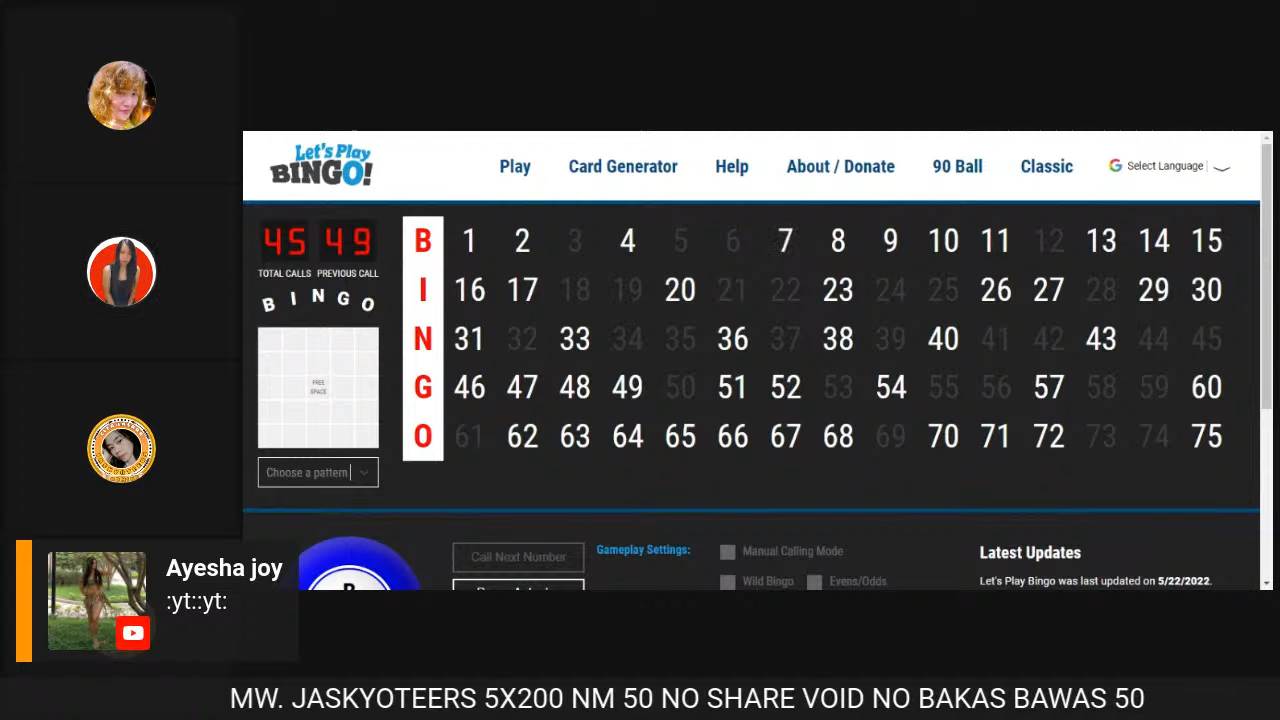 Let's Play
BINGO!
Play Card Generator Help About / Donate 90 Ball Classic Select Language
45 49
TOTAL CALLS PREVIOUS CALL
B I N G O
FREE
SPACE
Choose a pattern
B 1 2 3 4 5 6 7 8 9 10 11 12 13 14 15
I 16 17 18 19 20 21 22 23 24 25 26 27 28 29 30
N 31 32 33 34 35 36 37 38 39 40 41 42 43 44 45
G 46 47 48 49 50 51 52 53 54 55 56 57 58 59 60
O 61 62 63 64 65 66 67 68 69 70 71 72 73 74 75
B
Call Next Number
Gameplay Settings:
Manual Calling Mode
Wild Bingo Evens/Odds
Latest Updates
Let's Play Bingo was last updated on 5/22/2022.
Ayesha joy
:yt::yt:
MW. JASKYOTEERS 5X200 NM 50 NO SHARE VOID NO BAKAS BAWAS 50